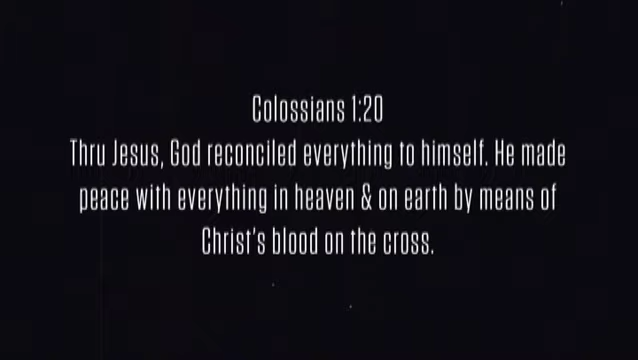 Colossians 1:20
Thru Jesus, God reconciled everything to himself. He made
peace with everything in heaven & on earth by means of
Christ's blood on the cross.